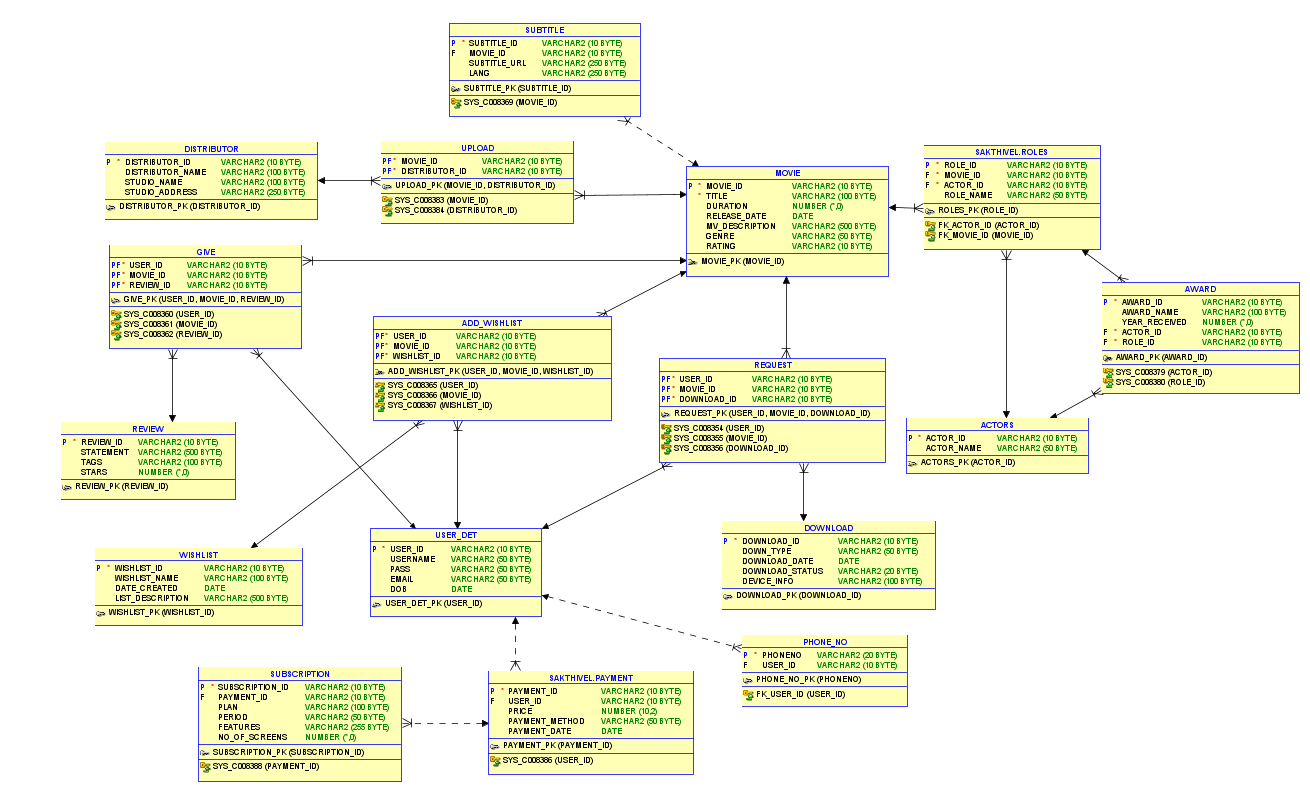 SUBTITLE
P * SUBTITLE_ID VARCHAR2 (10 BYTE)
F MOVIE_ID VARCHAR2 (10 BYTE)
SUBTITLE_URL VARCHAR2 (250 BYTE)
LANG VARCHAR2 (250 BYTE)
SUBTITLE_PK (SUBTITLE_ID)
SYS_C008369 (MOVIE_ID)
DISTRIBUTOR
P * DISTRIBUTOR_ID VARCHAR2 (10 BYTE)
DISTRIBUTOR_NAME VARCHAR2 (100 BYTE)
STUDIO_NAME VARCHAR2 (100 BYTE)
STUDIO_ADDRESS VARCHAR2 (250 BYTE)
DISTRIBUTOR_PK (DISTRIBUTOR_ID)
UPLOAD
PF* MOVIE_ID VARCHAR2 (10 BYTE)
PF* DISTRIBUTOR_ID VARCHAR2 (10 BYTE)
UPLOAD_PK (MOVIE_ID, DISTRIBUTOR_ID)
SYS_C008383 (MOVIE_ID)
SYS_C008384 (DISTRIBUTOR_ID)
MOVIE
P * MOVIE_ID VARCHAR2 (10 BYTE)
* TITLE VARCHAR2 (100 BYTE)
DURATION NUMBER (*,0)
RELEASE_DATE DATE
MV_DESCRIPTION VARCHAR2 (500 BYTE)
GENRE VARCHAR2 (50 BYTE)
RATING VARCHAR2 (10 BYTE)
MOVIE_PK (MOVIE_ID)
SAKTHIVEL.ROLES
P * ROLE_ID VARCHAR2 (10 BYTE)
F * MOVIE_ID VARCHAR2 (10 BYTE)
F * ACTOR_ID VARCHAR2 (10 BYTE)
ROLE_NAME VARCHAR2 (50 BYTE)
ROLES_PK (ROLE_ID)
FK_ACTOR_ID (ACTOR_ID)
FK_MOVIE_ID (MOVIE_ID)
GIVE
PF* USER_ID VARCHAR2 (10 BYTE)
PF* MOVIE_ID VARCHAR2 (10 BYTE)
PF* REVIEW_ID VARCHAR2 (10 BYTE)
GIVE_PK (USER_ID, MOVIE_ID, REVIEW_ID)
SYS_C008360 (USER_ID)
SYS_C008361 (MOVIE_ID)
SYS_C008362 (REVIEW_ID)
AWARD
P * AWARD_ID VARCHAR2 (10 BYTE)
AWARD_NAME VARCHAR2 (100 BYTE)
YEAR_RECEIVED NUMBER (*,0)
F * ACTOR_ID VARCHAR2 (10 BYTE)
F * ROLE_ID VARCHAR2 (10 BYTE)
AWARD_PK (AWARD_ID)
SYS_C008379 (ACTOR_ID)
SYS_C008380 (ROLE_ID)
ADD_WISHLIST
PF* USER_ID VARCHAR2 (10 BYTE)
PF* MOVIE_ID VARCHAR2 (10 BYTE)
PF* WISHLIST_ID VARCHAR2 (10 BYTE)
ADD_WISHLIST_PK (USER_ID, MOVIE_ID, WISHLIST_ID)
SYS_C008365 (USER_ID)
SYS_C008366 (MOVIE_ID)
SYS_C008367 (WISHLIST_ID)
REQUEST
PF* USER_ID VARCHAR2 (10 BYTE)
PF* MOVIE_ID VARCHAR2 (10 BYTE)
PF* DOWNLOAD_ID VARCHAR2 (10 BYTE)
REQUEST_PK (USER_ID, MOVIE_ID, DOWNLOAD_ID)
SYS_C008354 (USER_ID)
SYS_C008355 (MOVIE_ID)
SYS_C008356 (DOWNLOAD_ID)
REVIEW
P * REVIEW_ID VARCHAR2 (10 BYTE)
STATEMENT VARCHAR2 (500 BYTE)
TAGS VARCHAR2 (100 BYTE)
STARS NUMBER (*,0)
REVIEW_PK (REVIEW_ID)
ACTORS
P * ACTOR_ID VARCHAR2 (10 BYTE)
ACTOR_NAME VARCHAR2 (50 BYTE)
ACTORS_PK (ACTOR_ID)
WISHLIST
P * WISHLIST_ID VARCHAR2 (10 BYTE)
WISHLIST_NAME VARCHAR2 (100 BYTE)
DATE_CREATED DATE
LIST_DESCRIPTION VARCHAR2 (500 BYTE)
WISHLIST_PK (WISHLIST_ID)
USER_DET
P * USER_ID VARCHAR2 (10 BYTE)
USERNAME VARCHAR2 (50 BYTE)
PASS VARCHAR2 (50 BYTE)
EMAIL VARCHAR2 (50 BYTE)
DOB DATE
USER_DET_PK (USER_ID)
DOWNLOAD
P * DOWNLOAD_ID VARCHAR2 (10 BYTE)
DOWN_TYPE VARCHAR2 (50 BYTE)
DOWNLOAD_DATE DATE
DOWNLOAD_STATUS VARCHAR2 (20 BYTE)
DEVICE_INFO VARCHAR2 (100 BYTE)
DOWNLOAD_PK (DOWNLOAD_ID)
PHONE_NO
P * PHONENO VARCHAR2 (20 BYTE)
F USER_ID VARCHAR2 (10 BYTE)
PHONE_NO_PK (PHONENO)
FK_USER_ID (USER_ID)
SUBSCRIPTION
P * SUBSCRIPTION_ID VARCHAR2 (10 BYTE)
F PAYMENT_ID VARCHAR2 (10 BYTE)
PLAN VARCHAR2 (100 BYTE)
PERIOD VARCHAR2 (50 BYTE)
FEATURES VARCHAR2 (255 BYTE)
NO_OF_SCREENS NUMBER (*,0)
SUBSCRIPTION_PK (SUBSCRIPTION_ID)
SYS_C008388 (PAYMENT_ID)
SAKTHIVEL.PAYMENT
P * PAYMENT_ID VARCHAR2 (10 BYTE)
F USER_ID VARCHAR2 (10 BYTE)
PRICE NUMBER (10,2)
PAYMENT_METHOD VARCHAR2 (50 BYTE)
PAYMENT_DATE DATE
PAYMENT_PK (PAYMENT_ID)
SYS_C008386 (USER_ID)